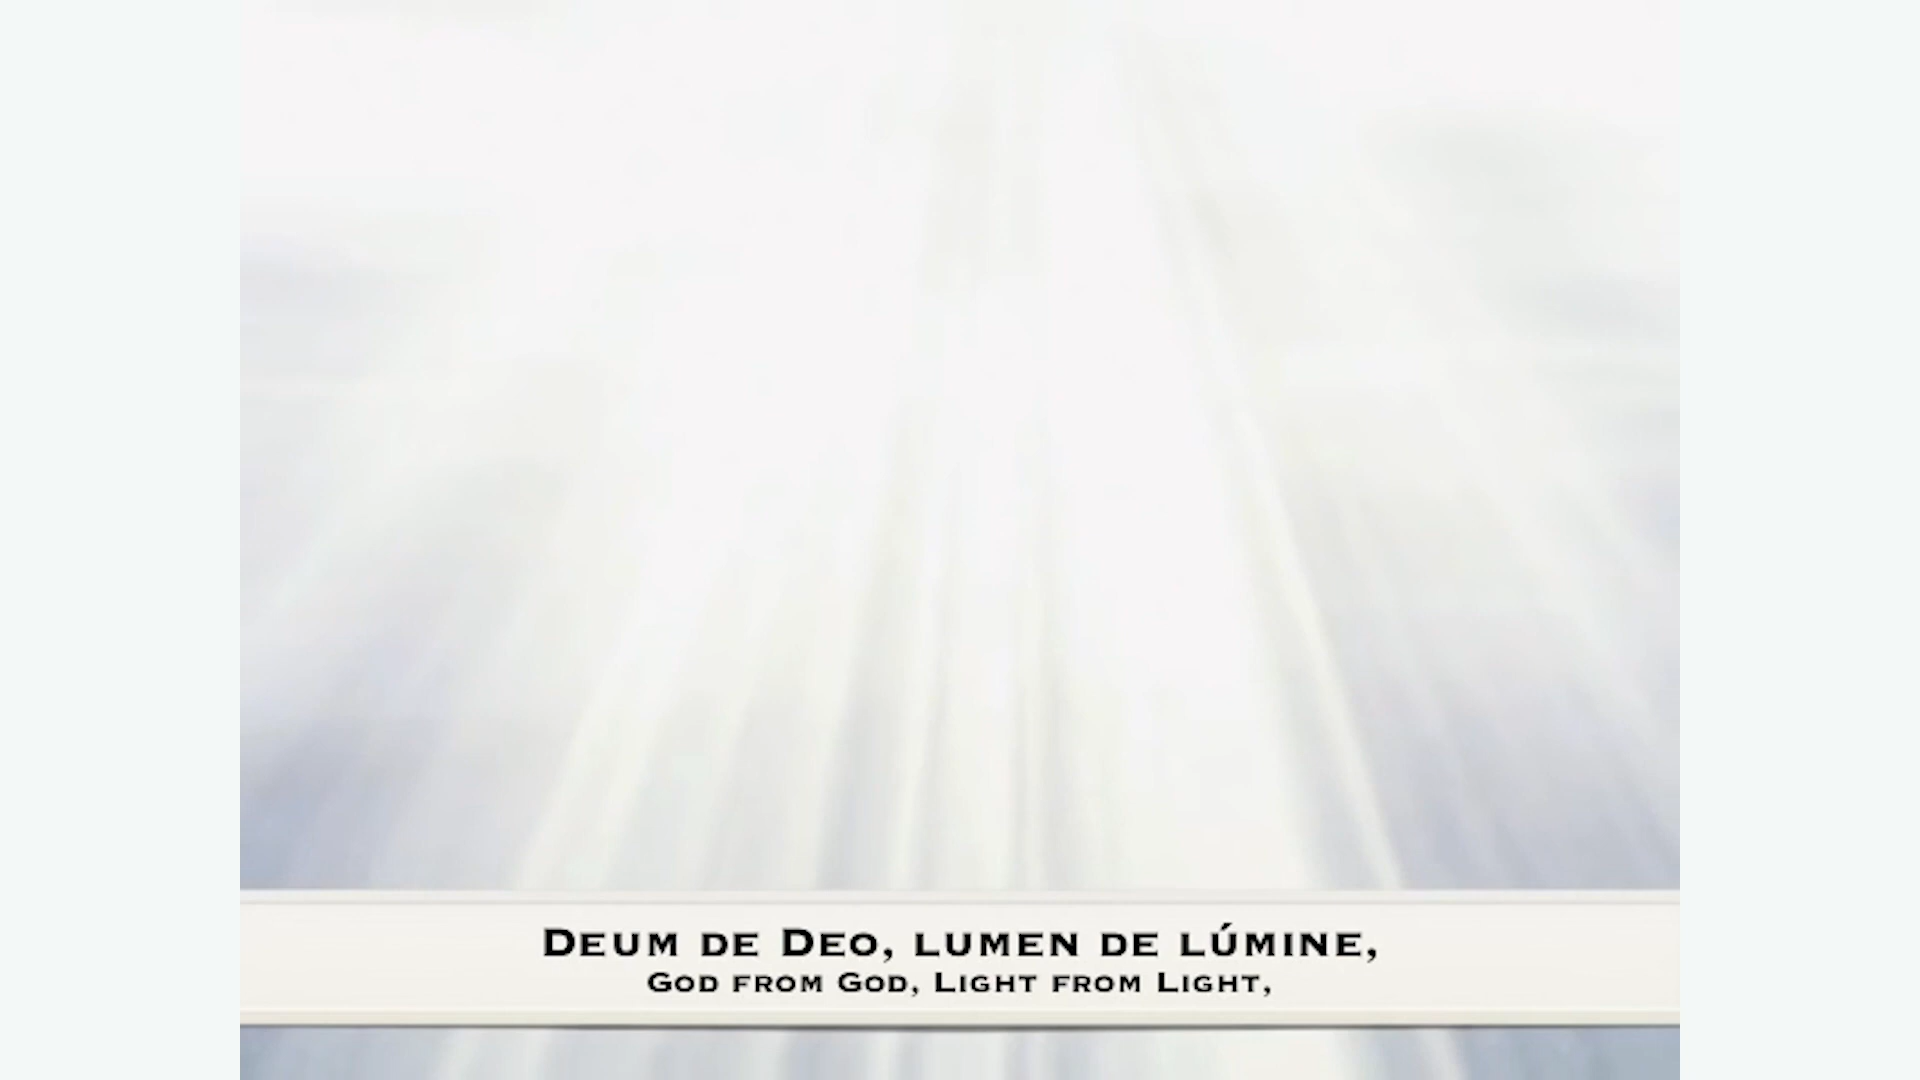 Deum de Deo, lumen de lúmine,
God from God, Light from Light,